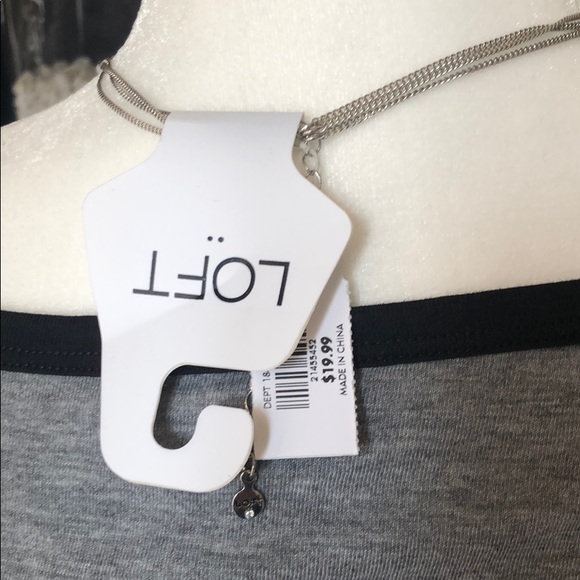 LOFT
DEPT 18
21455452
$19.99
MADE IN CHINA